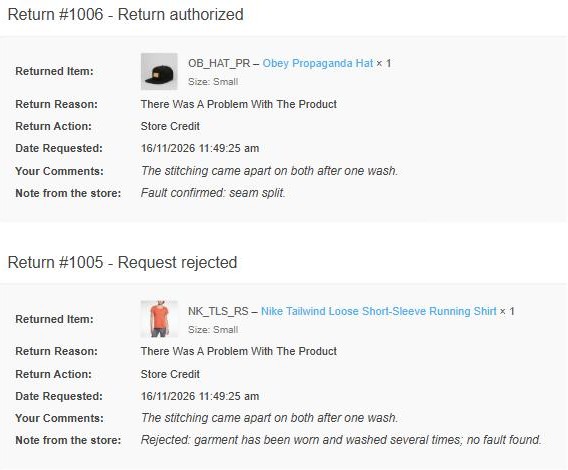 Return #1006 - Return authorized
Returned Item: OB_HAT_PR – Obey Propaganda Hat × 1
Size: Small
Return Reason: There Was A Problem With The Product
Return Action: Store Credit
Date Requested: 16/11/2026 11:49:25 am
Your Comments: The stitching came apart on both after one wash.
Note from the store: Fault confirmed: seam split.
Return #1005 - Request rejected
Returned Item: NK_TLS_RS – Nike Tailwind Loose Short-Sleeve Running Shirt × 1
Size: Small
Return Reason: There Was A Problem With The Product
Return Action: Store Credit
Date Requested: 16/11/2026 11:49:25 am
Your Comments: The stitching came apart on both after one wash.
Note from the store: Rejected: garment has been worn and washed several times; no fault found.